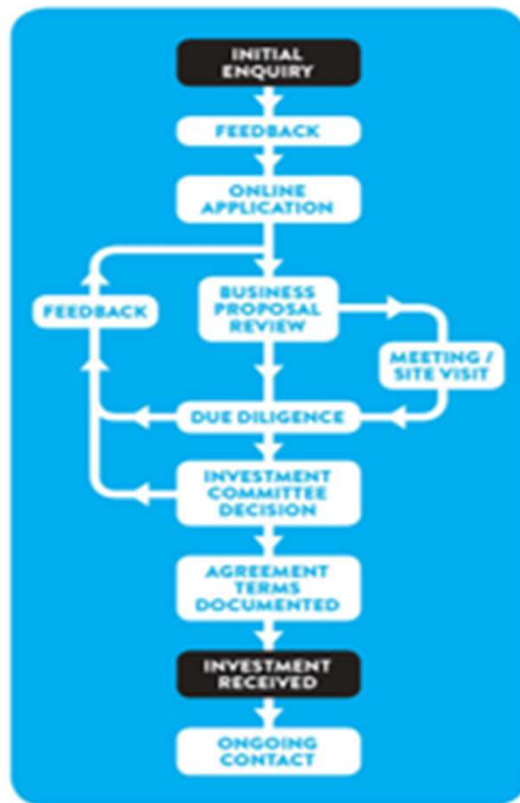 INITIAL
ENQUIRY
FEEDBACK
ONLINE
APPLICATION
BUSINESS
PROPOSAL
REVIEW
FEEDBACK
MEETING /
SITE VISIT
DUE DILIGENCE
INVESTMENT
COMMITTEE
DECISION
AGREEMENT
TERMS
DOCUMENTED
INVESTMENT
RECEIVED
ONGOING
CONTACT